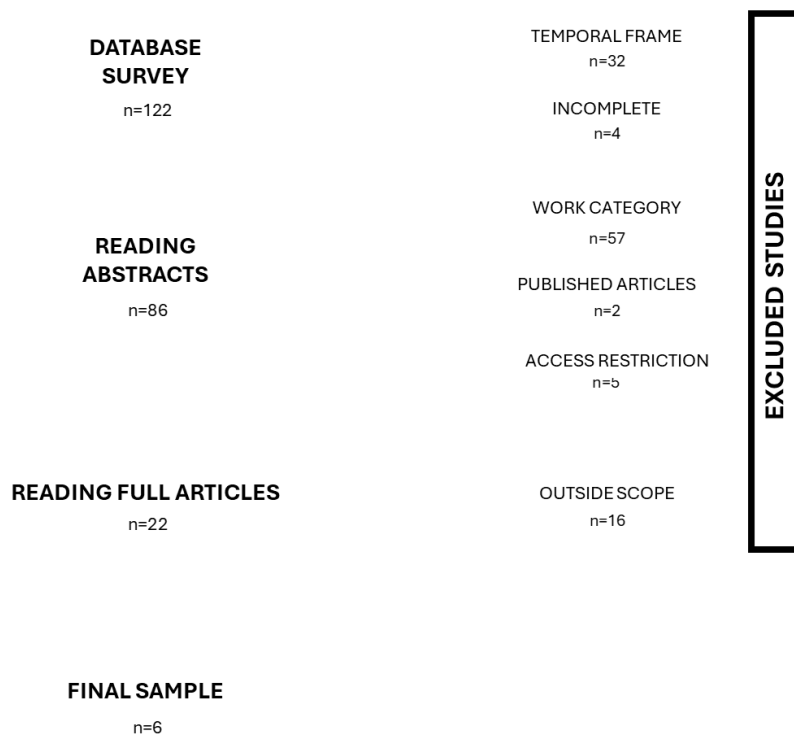 DATABASE
SURVEY
n=122
TEMPORAL FRAME
n=32
INCOMPLETE
n=4
READING
ABSTRACTS
n=86
WORK CATEGORY
n=57
PUBLISHED ARTICLES
n=2
ACCESS RESTRICTION
n=5
READING FULL ARTICLES
n=22
OUTSIDE SCOPE
n=16
FINAL SAMPLE
n=6
EXCLUDED STUDIES